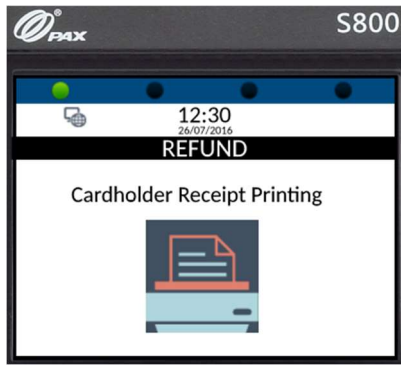 PAX®
S800
12:30
26/07/2016
REFUND
Cardholder Receipt Printing